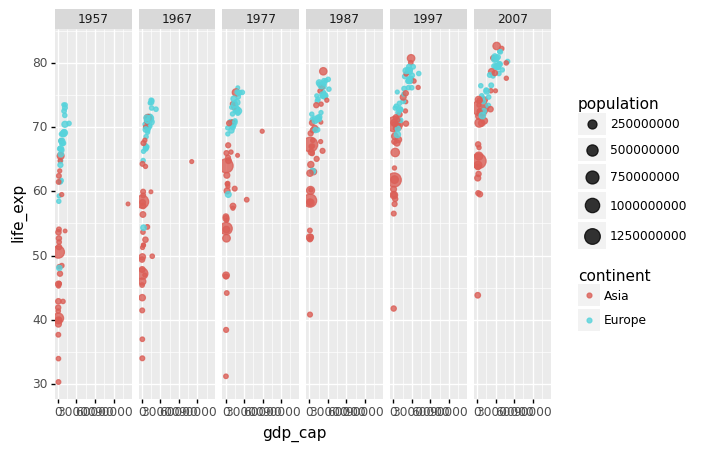 1957 1967 1977 1987 1997 2007
80
70
60
50
40
30
life_exp
gdp_cap
population
250000000
500000000
750000000
1000000000
1250000000
continent
Asia
Europe